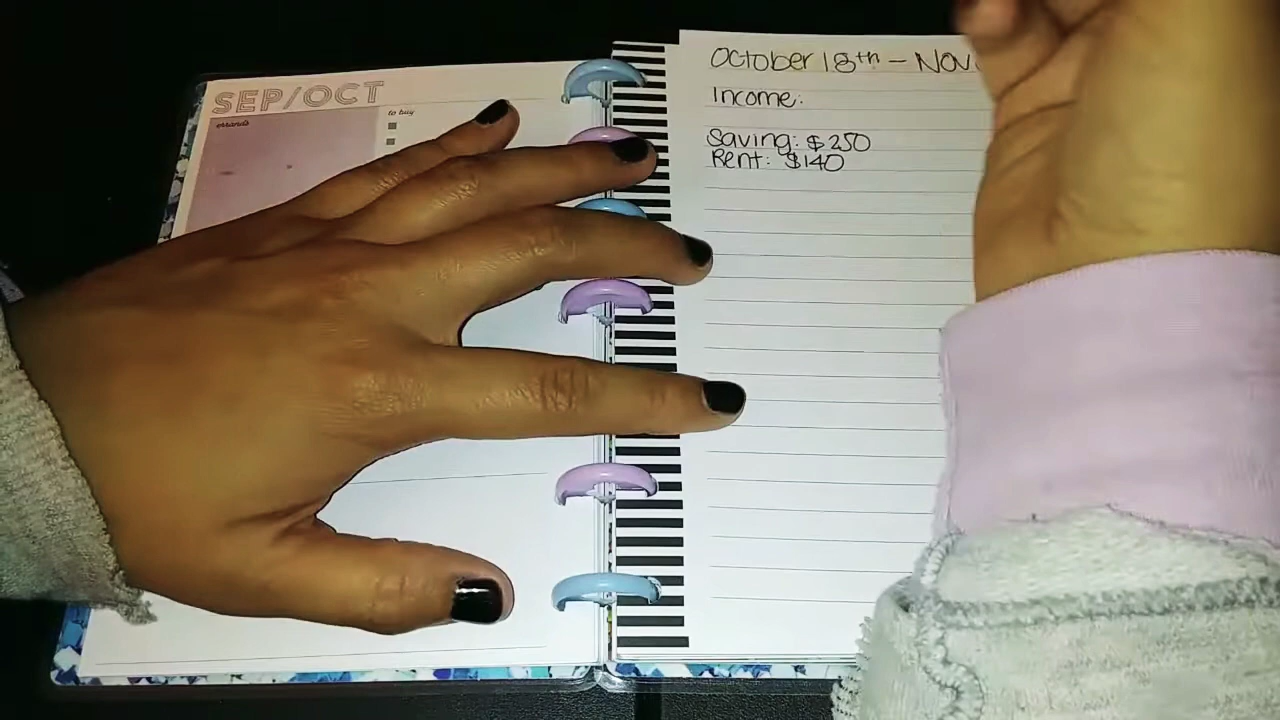 SEP/OCT
errands
to buy
October 18th - Nov
Income:
Saving: $250
Rent: $140